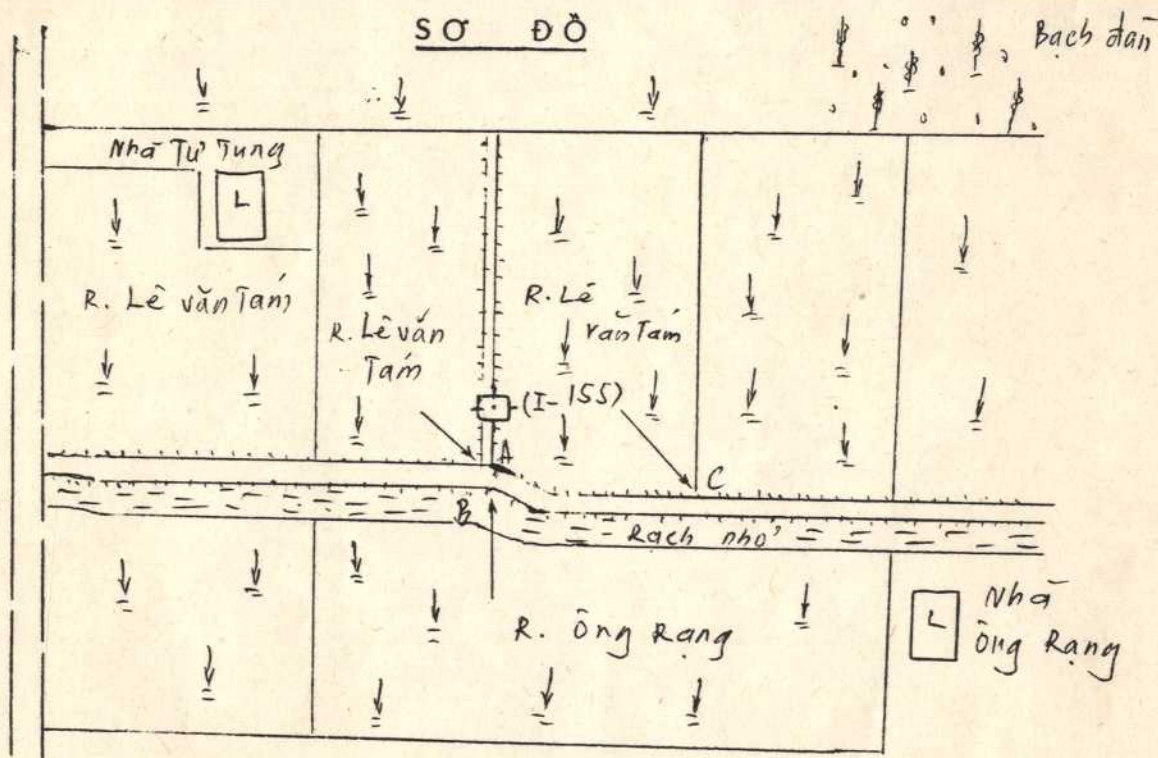 SƠ ĐỒ
Bạch đàn
Nhà Tư Tung
L
R. Lê văn Tám
R. Lê văn
Tám
R. Lê
văn Tám
(I-155)
A
C
B
Rạch nhỏ
R. Ông Rạng
L
Nhà
Ông Rạng